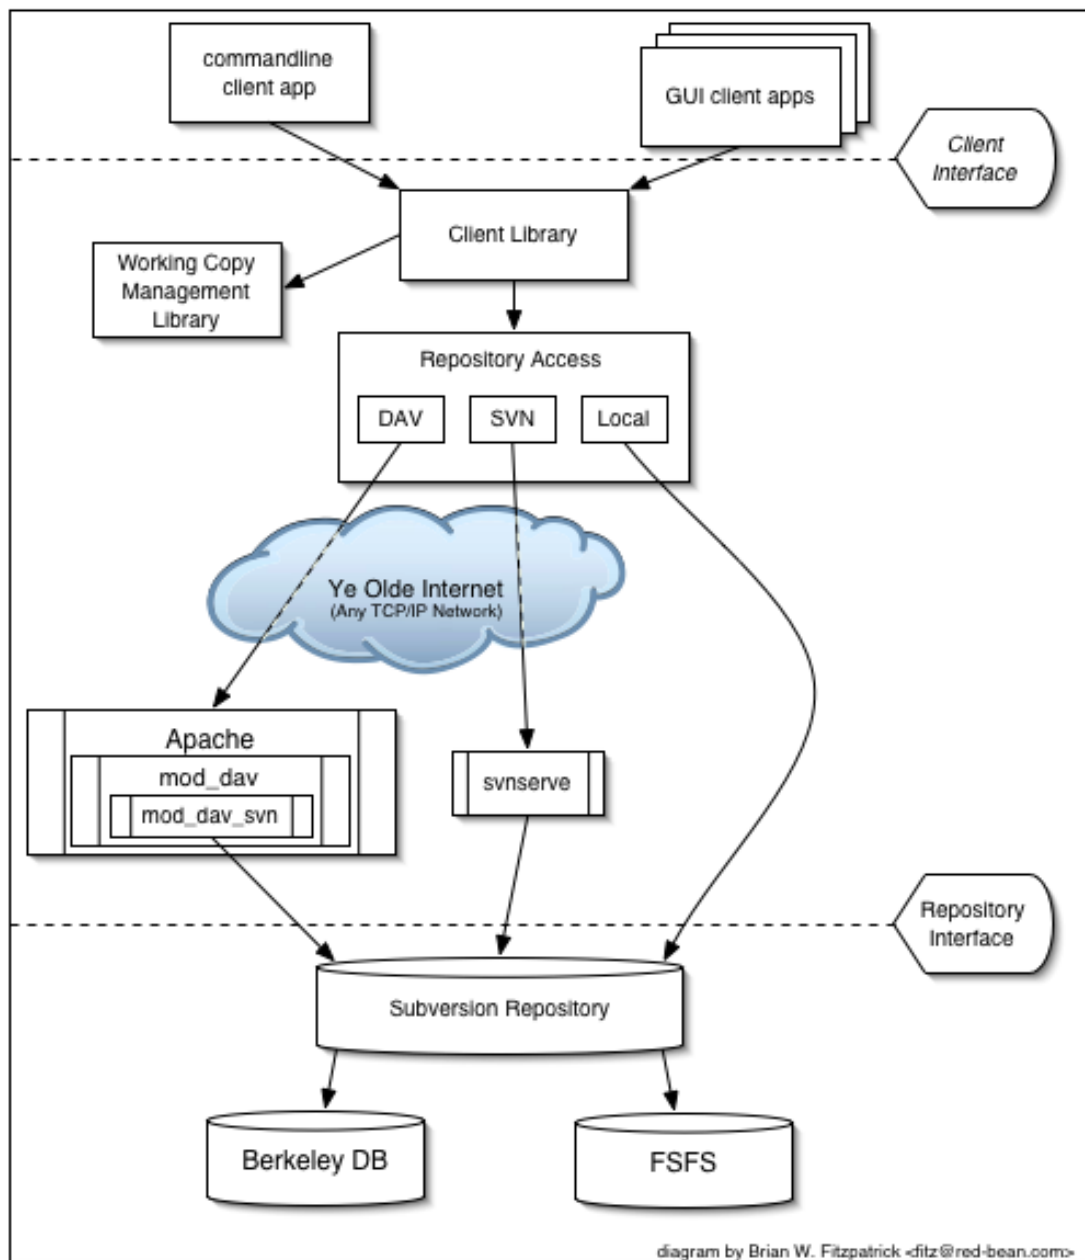 commandline
client app
GUI client apps
Client
Interface
Client Library
Working Copy
Management
Library
Repository Access
DAV
SVN
Local
Ye Olde Internet
(Any TCP/IP Network)
Apache
mod_dav
mod_dav_svn
svnserve
Repository
Interface
Subversion Repository
Berkeley DB
FSFS
diagram by Brian W. Fitzpatrick <fitz@red-bean.com>